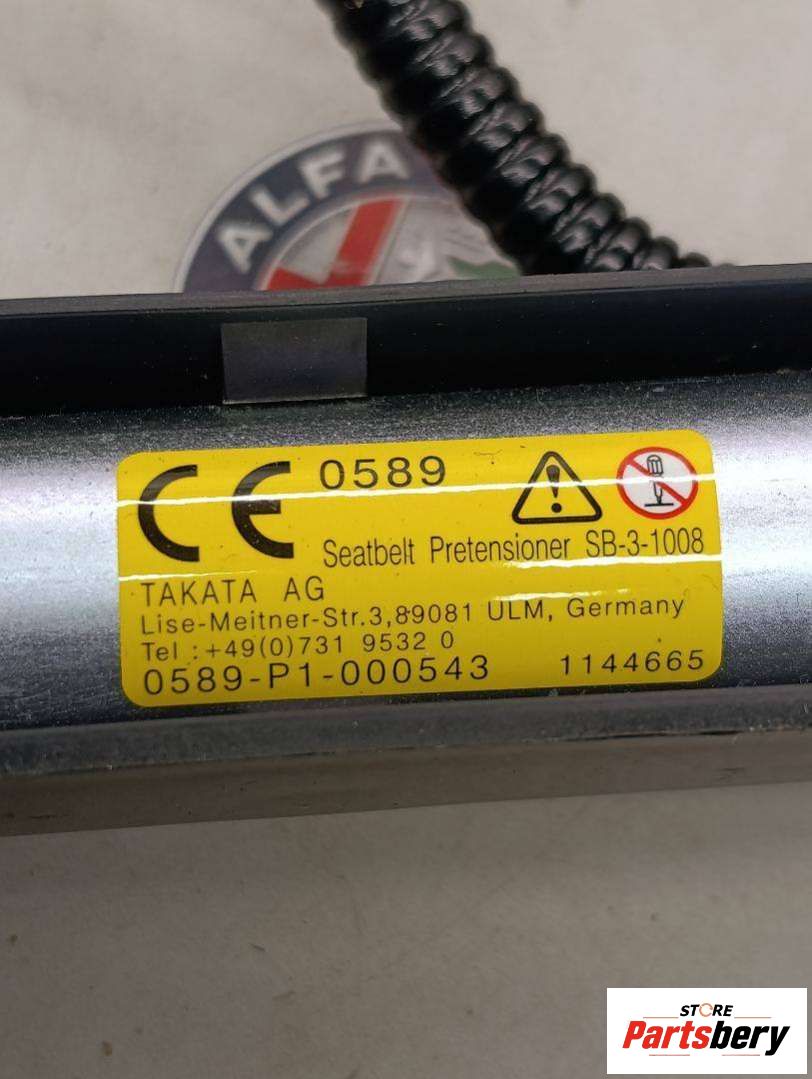 ALFA
CE 0589
Seatbelt Pretensioner SB-3-1008
TAKATA AG
Lise-Meitner-Str.3,89081 ULM, Germany
Tel :+49(0)731 9532 0
0589-P1-000543 1144665
STORE
Partsbery